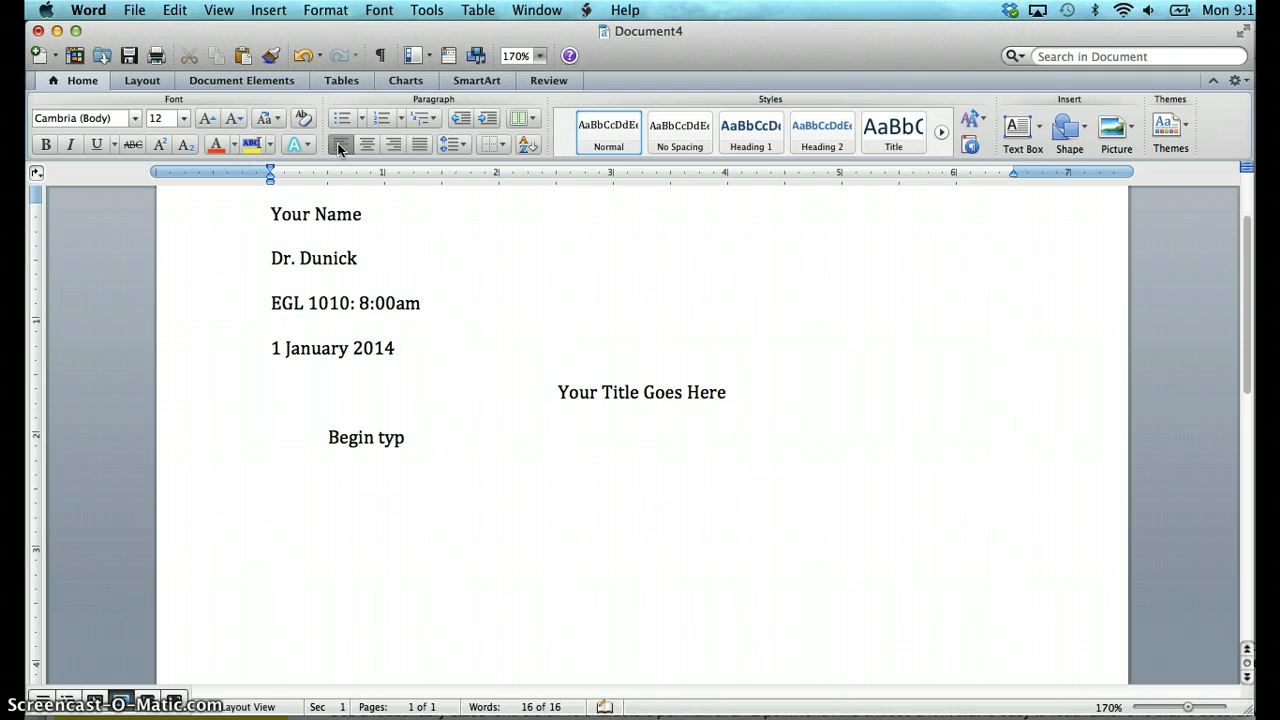 Word File Edit View Insert Format Font Tools Table Window Help Mon 9:1
Document4
170% Search in Document
Home Layout Document Elements Tables Charts SmartArt Review
Font Paragraph Styles Insert Themes
Cambria (Body) 12
AaBbCcDdEe AaBbCcDdEe AaBbCcDc AaBbCcDdEe AaBbC
Normal No Spacing Heading 1 Heading 2 Title Text Box Shape Picture Themes
Your Name
Dr. Dunick
EGL 1010: 8:00am
1 January 2014
Your Title Goes Here
Begin typ
Screencast-O-Matic.com Layout View Sec 1 Pages: 1 of 1 Words: 16 of 16 170%